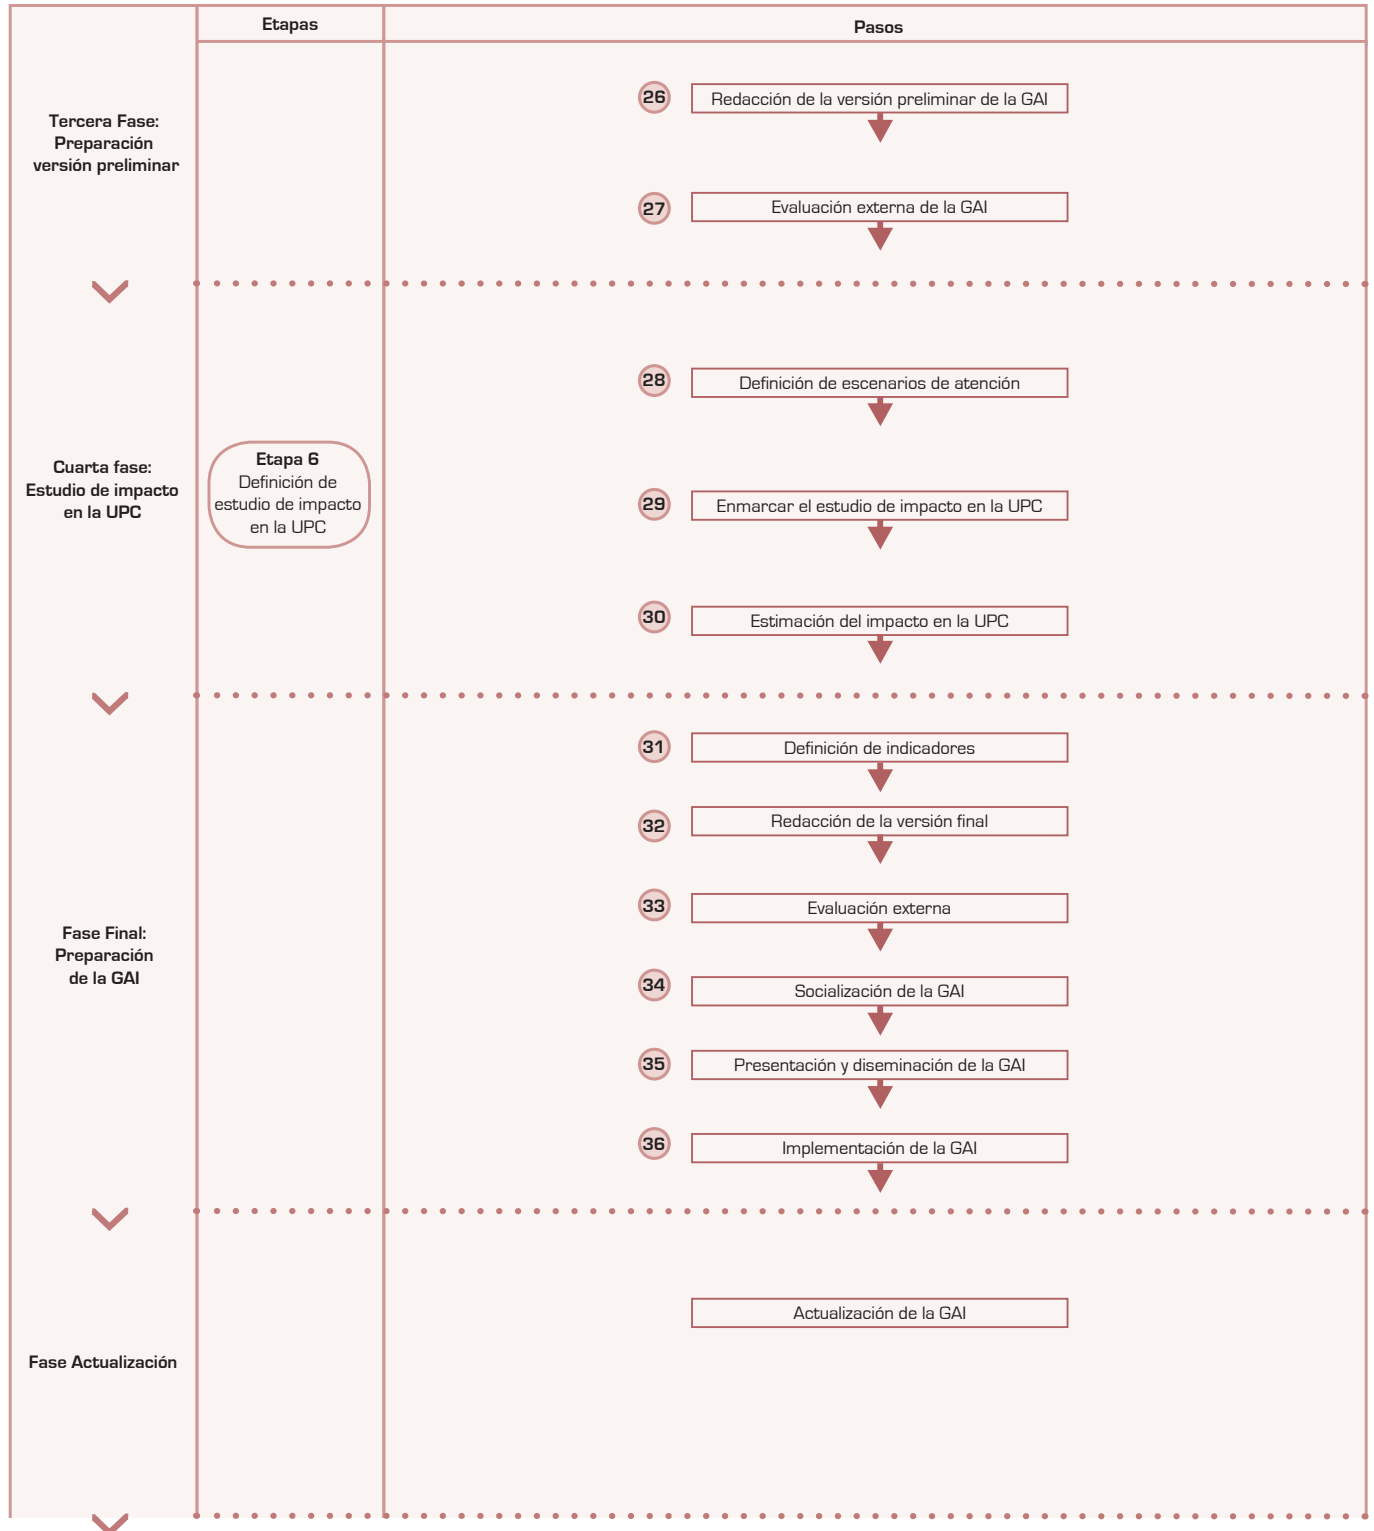 Etapas
Pasos
Tercera Fase:
Preparación
versión preliminar
26
Redacción de la versión preliminar de la GAI
27
Evaluación externa de la GAI
Cuarta fase:
Estudio de impacto
en la UPC
Etapa 6
Definición de
estudio de impacto
en la UPC
28
Definición de escenarios de atención
29
Enmarcar el estudio de impacto en la UPC
30
Estimación del impacto en la UPC
Fase Final:
Preparación
de la GAI
31
Definición de indicadores
32
Redacción de la versión final
33
Evaluación externa
34
Socialización de la GAI
35
Presentación y diseminación de la GAI
36
Implementación de la GAI
Fase Actualización
Actualización de la GAI